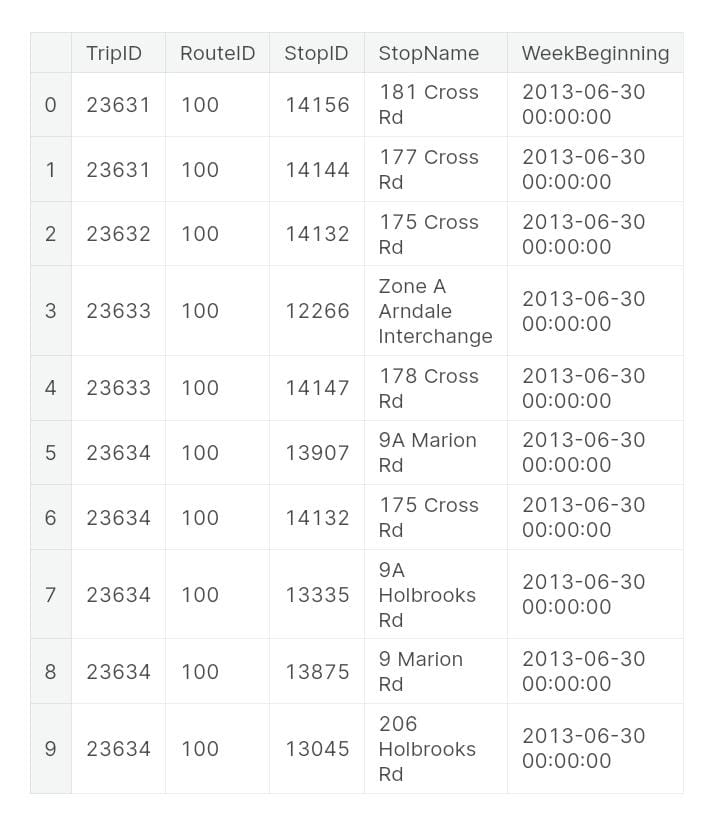 TripID RouteID StopID StopName WeekBeginning
0 23631 100 14156 181 Cross Rd 2013-06-30 00:00:00
1 23631 100 14144 177 Cross Rd 2013-06-30 00:00:00
2 23632 100 14132 175 Cross Rd 2013-06-30 00:00:00
3 23633 100 12266 Zone A Arndale Interchange 2013-06-30 00:00:00
4 23633 100 14147 178 Cross Rd 2013-06-30 00:00:00
5 23634 100 13907 9A Marion Rd 2013-06-30 00:00:00
6 23634 100 14132 175 Cross Rd 2013-06-30 00:00:00
7 23634 100 13335 9A Holbrooks Rd 2013-06-30 00:00:00
8 23634 100 13875 9 Marion Rd 2013-06-30 00:00:00
9 23634 100 13045 206 Holbrooks Rd 2013-06-30 00:00:00